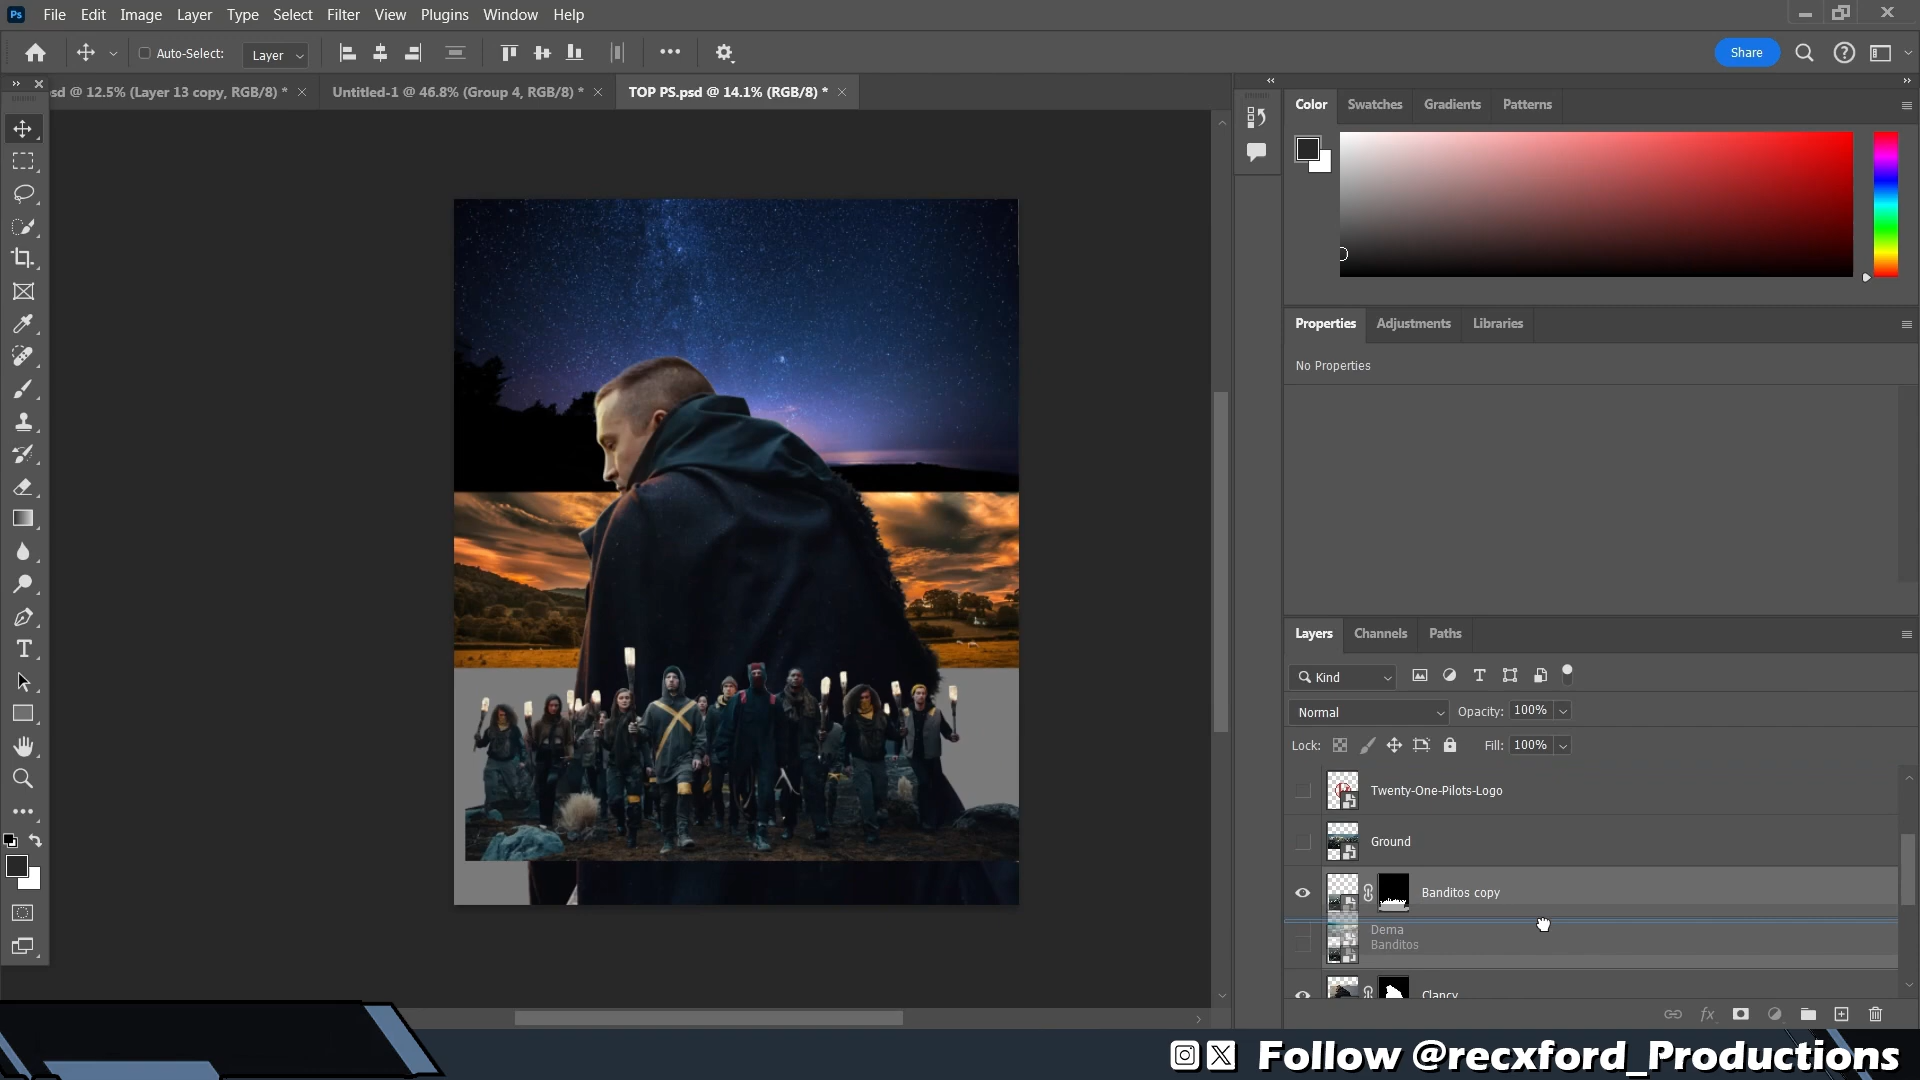 Ps File Edit Image Layer Type Select Filter View Plugins Window Help
Auto-Select: Layer Share
sd @ 12.5% (Layer 13 copy, RGB/8) * Untitled-1 @ 46.8% (Group 4, RGB/8) * TOP PS.psd @ 14.1% (RGB/8) *
Color Swatches Gradients Patterns
Properties Adjustments Libraries
No Properties
Layers Channels Paths
Kind
Normal Opacity: 100%
Lock: Fill: 100%
Twenty-One-Pilots-Logo
Ground
Banditos copy
Dema
Banditos
Clancy
Follow @recxford_Productions